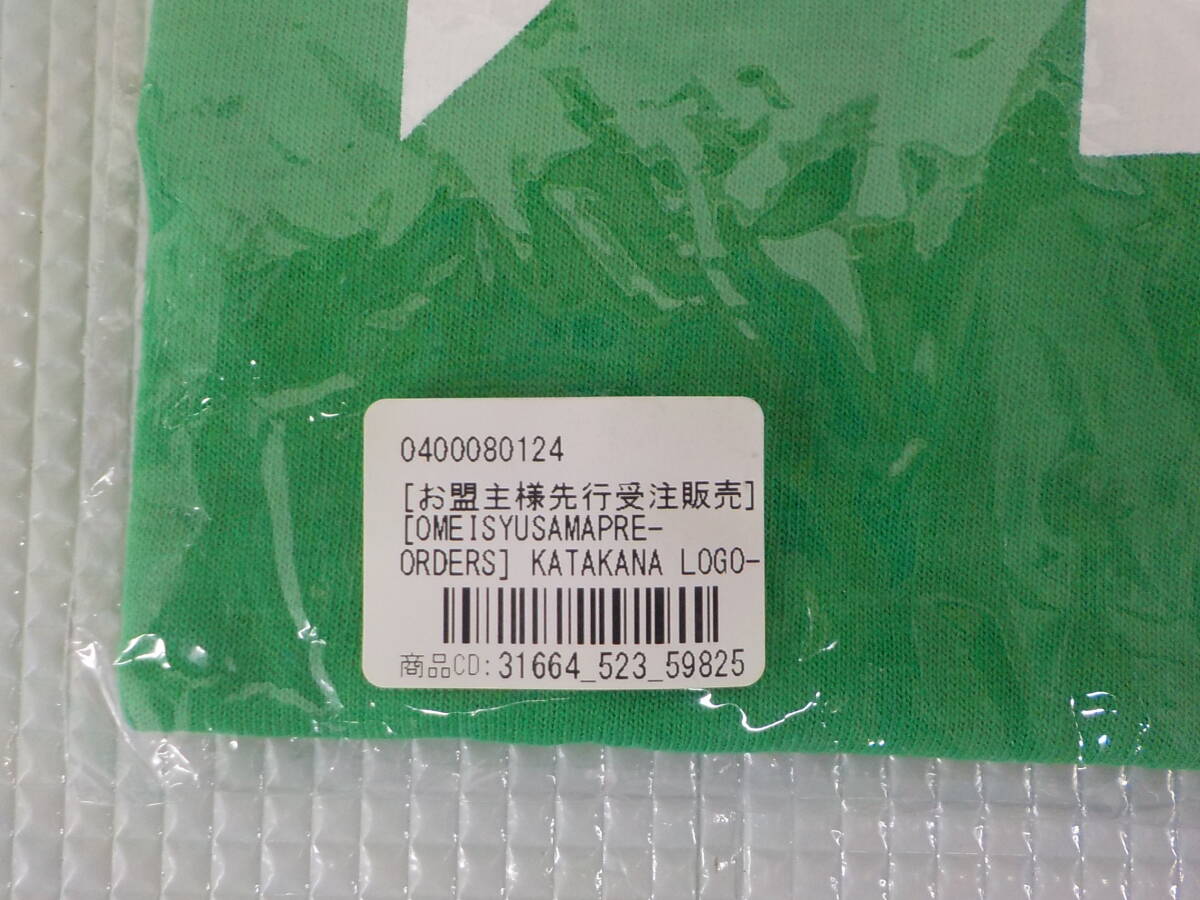 0400080124
[お盟主様先行受注販売]
[OMEISYUSAMAPRE-
ORDERS] KATAKANA LOGO-
商品CD: 31664_523_59825